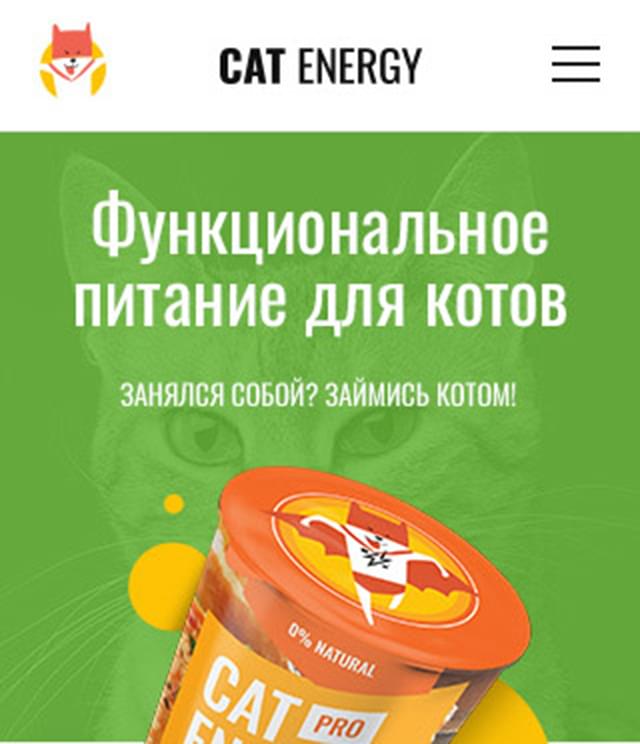 CAT ENERGY
Функциональное
питание для котов
ЗАНЯЛСЯ СОБОЙ? ЗАЙМИСЬ КОТОМ!
0% NATURAL
CAT PRO